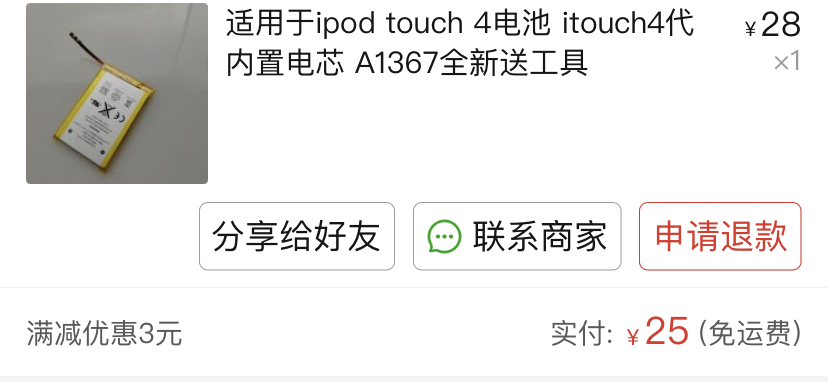 适用于ipod touch 4电池 itouch4代
内置电芯 A1367全新送工具
¥28
×1
分享给好友
联系商家
申请退款
满减优惠3元
实付: ¥25 (免运费)